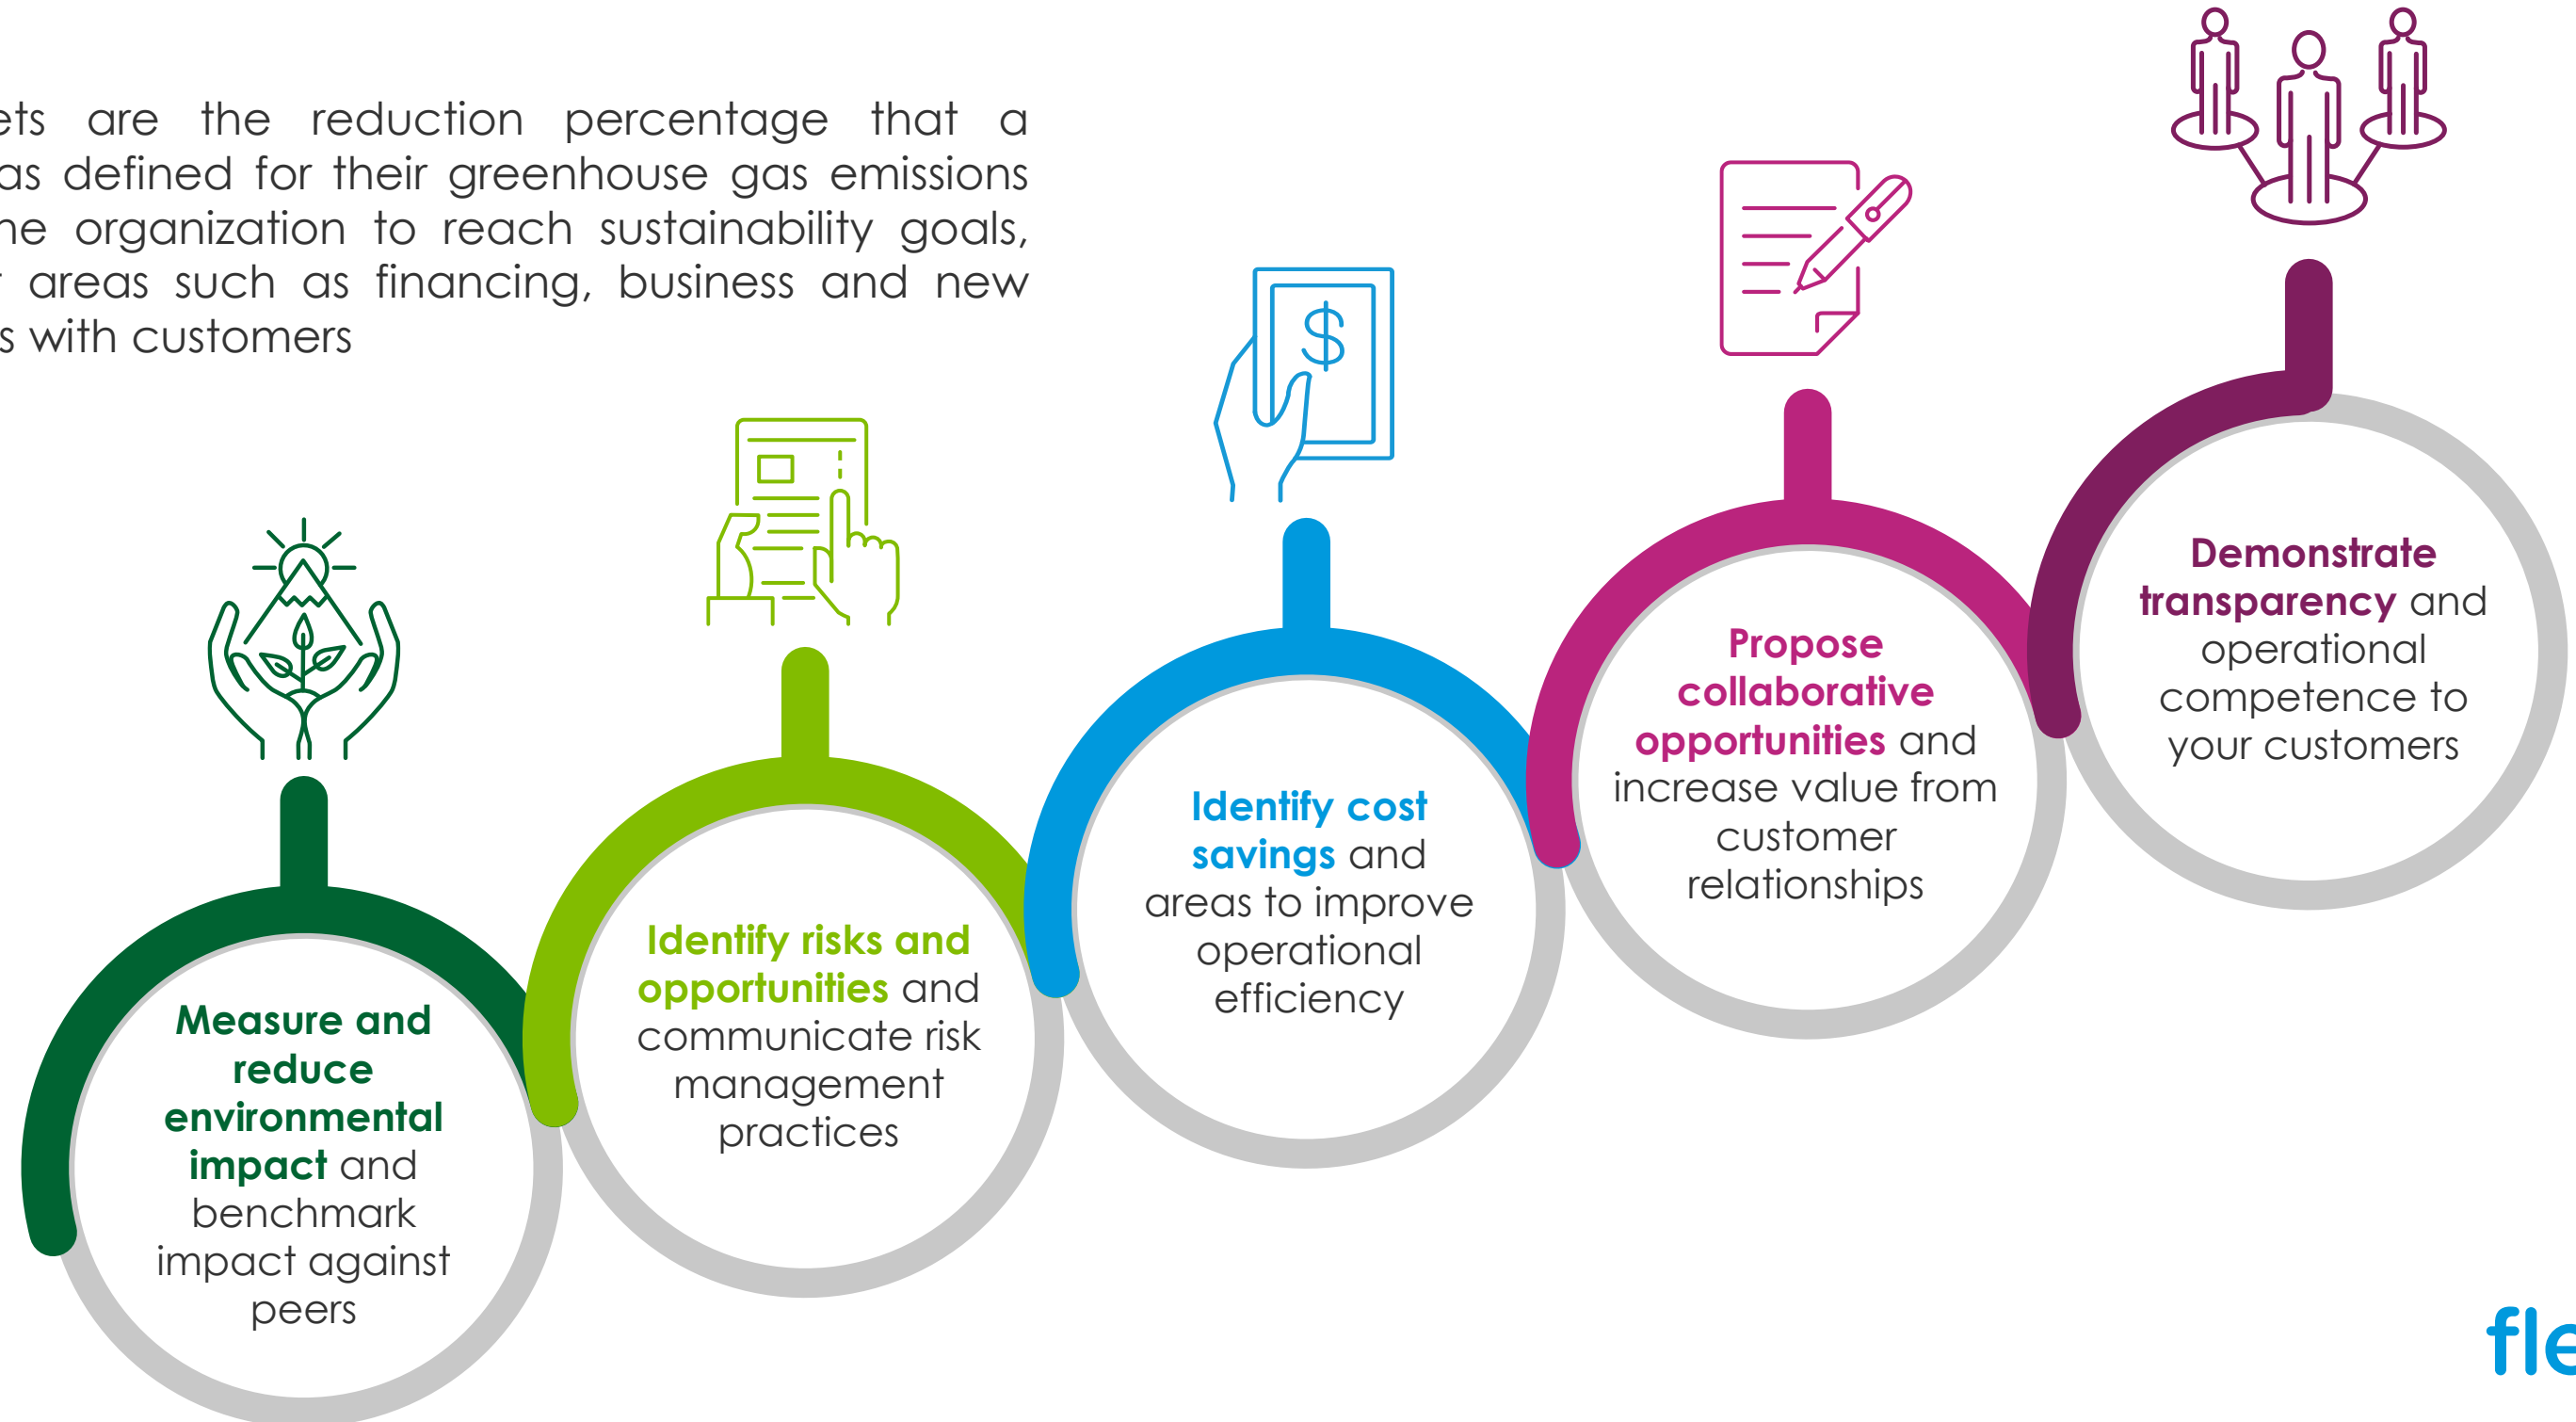 ets are the reduction percentage that a
as defined for their greenhouse gas emissions
ne organization to reach sustainability goals,
areas such as financing, business and new
s with customers
$
Measure and
reduce
environmental
impact and
benchmark
impact against
peers
Identify risks and
opportunities and
communicate risk
management
practices
Identify cost
savings and
areas to improve
operational
efficiency
Propose
collaborative
opportunities and
increase value from
customer
relationships
Demonstrate
transparency and
operational
competence to
your customers
fle